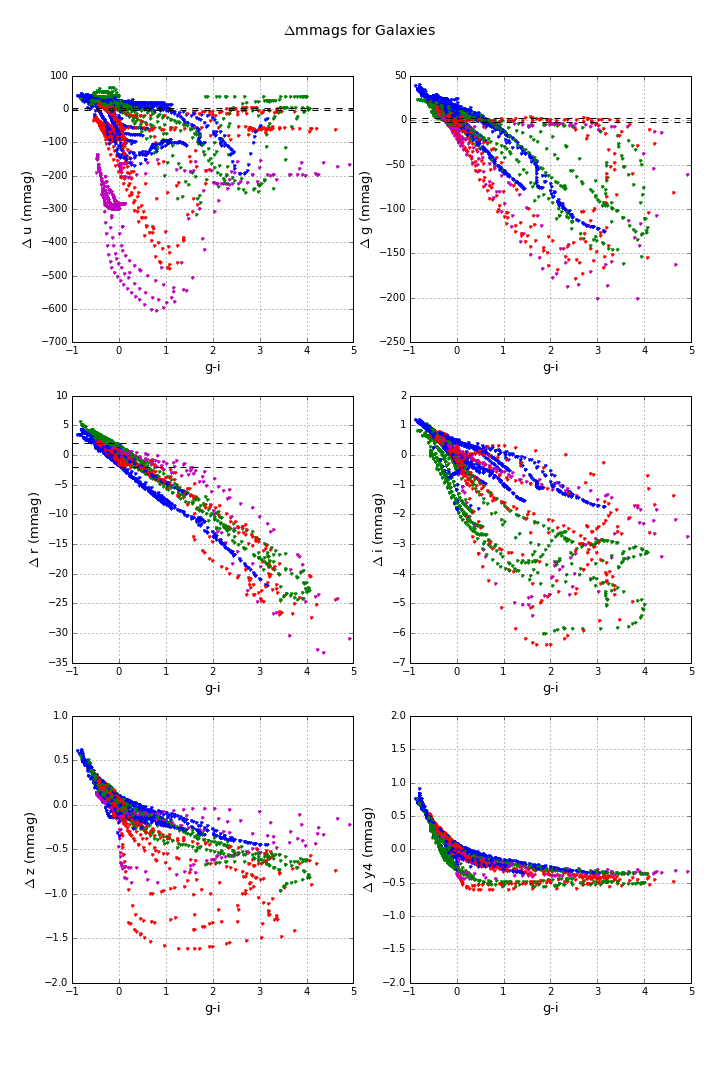 Δmmags for Galaxies
100
0
−100
−200
−300
−400
−500
−600
−700
Δ u (mmag)
−1 0 1 2 3 4 5
g-i
50
0
−50
−100
−150
−200
−250
Δ g (mmag)
−1 0 1 2 3 4 5
g-i
10
5
0
−5
−10
−15
−20
−25
−30
−35
Δ r (mmag)
−1 0 1 2 3 4 5
g-i
2
1
0
−1
−2
−3
−4
−5
−6
−7
Δ i (mmag)
−1 0 1 2 3 4 5
g-i
1.0
0.5
0.0
−0.5
−1.0
−1.5
−2.0
Δ z (mmag)
−1 0 1 2 3 4 5
g-i
2.0
1.5
1.0
0.5
0.0
−0.5
−1.0
−1.5
−2.0
Δ y4 (mmag)
−1 0 1 2 3 4 5
g-i